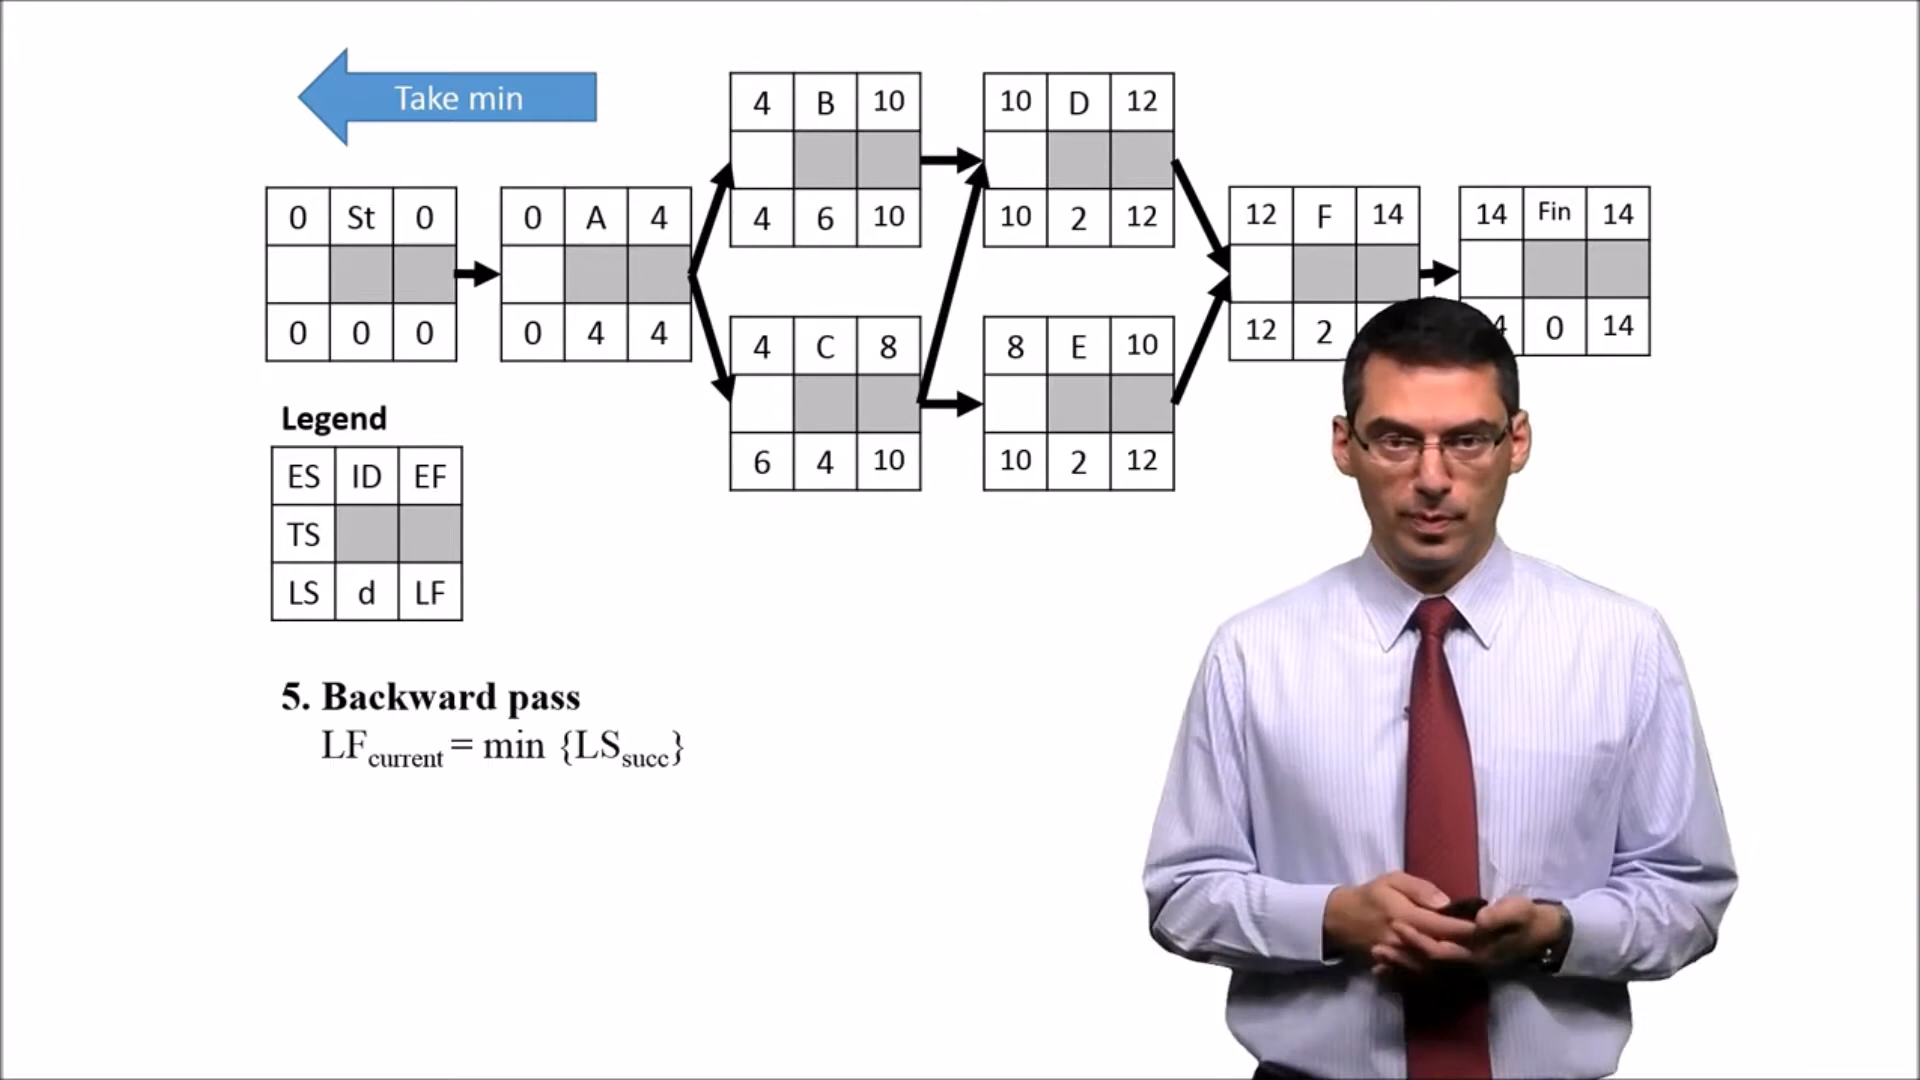 Take min
4 B 10
4 6 10
10 D 12
10 2 12
0 St 0
0 0 0
0 A 4
0 4 4
12 F 14
12 2
14 Fin 14
4 0 14
4 C 8
6 4 10
8 E 10
10 2 12
Legend
ES ID EF
TS
LS d LF
5. Backward pass
LFcurrent = min {LSsucc}